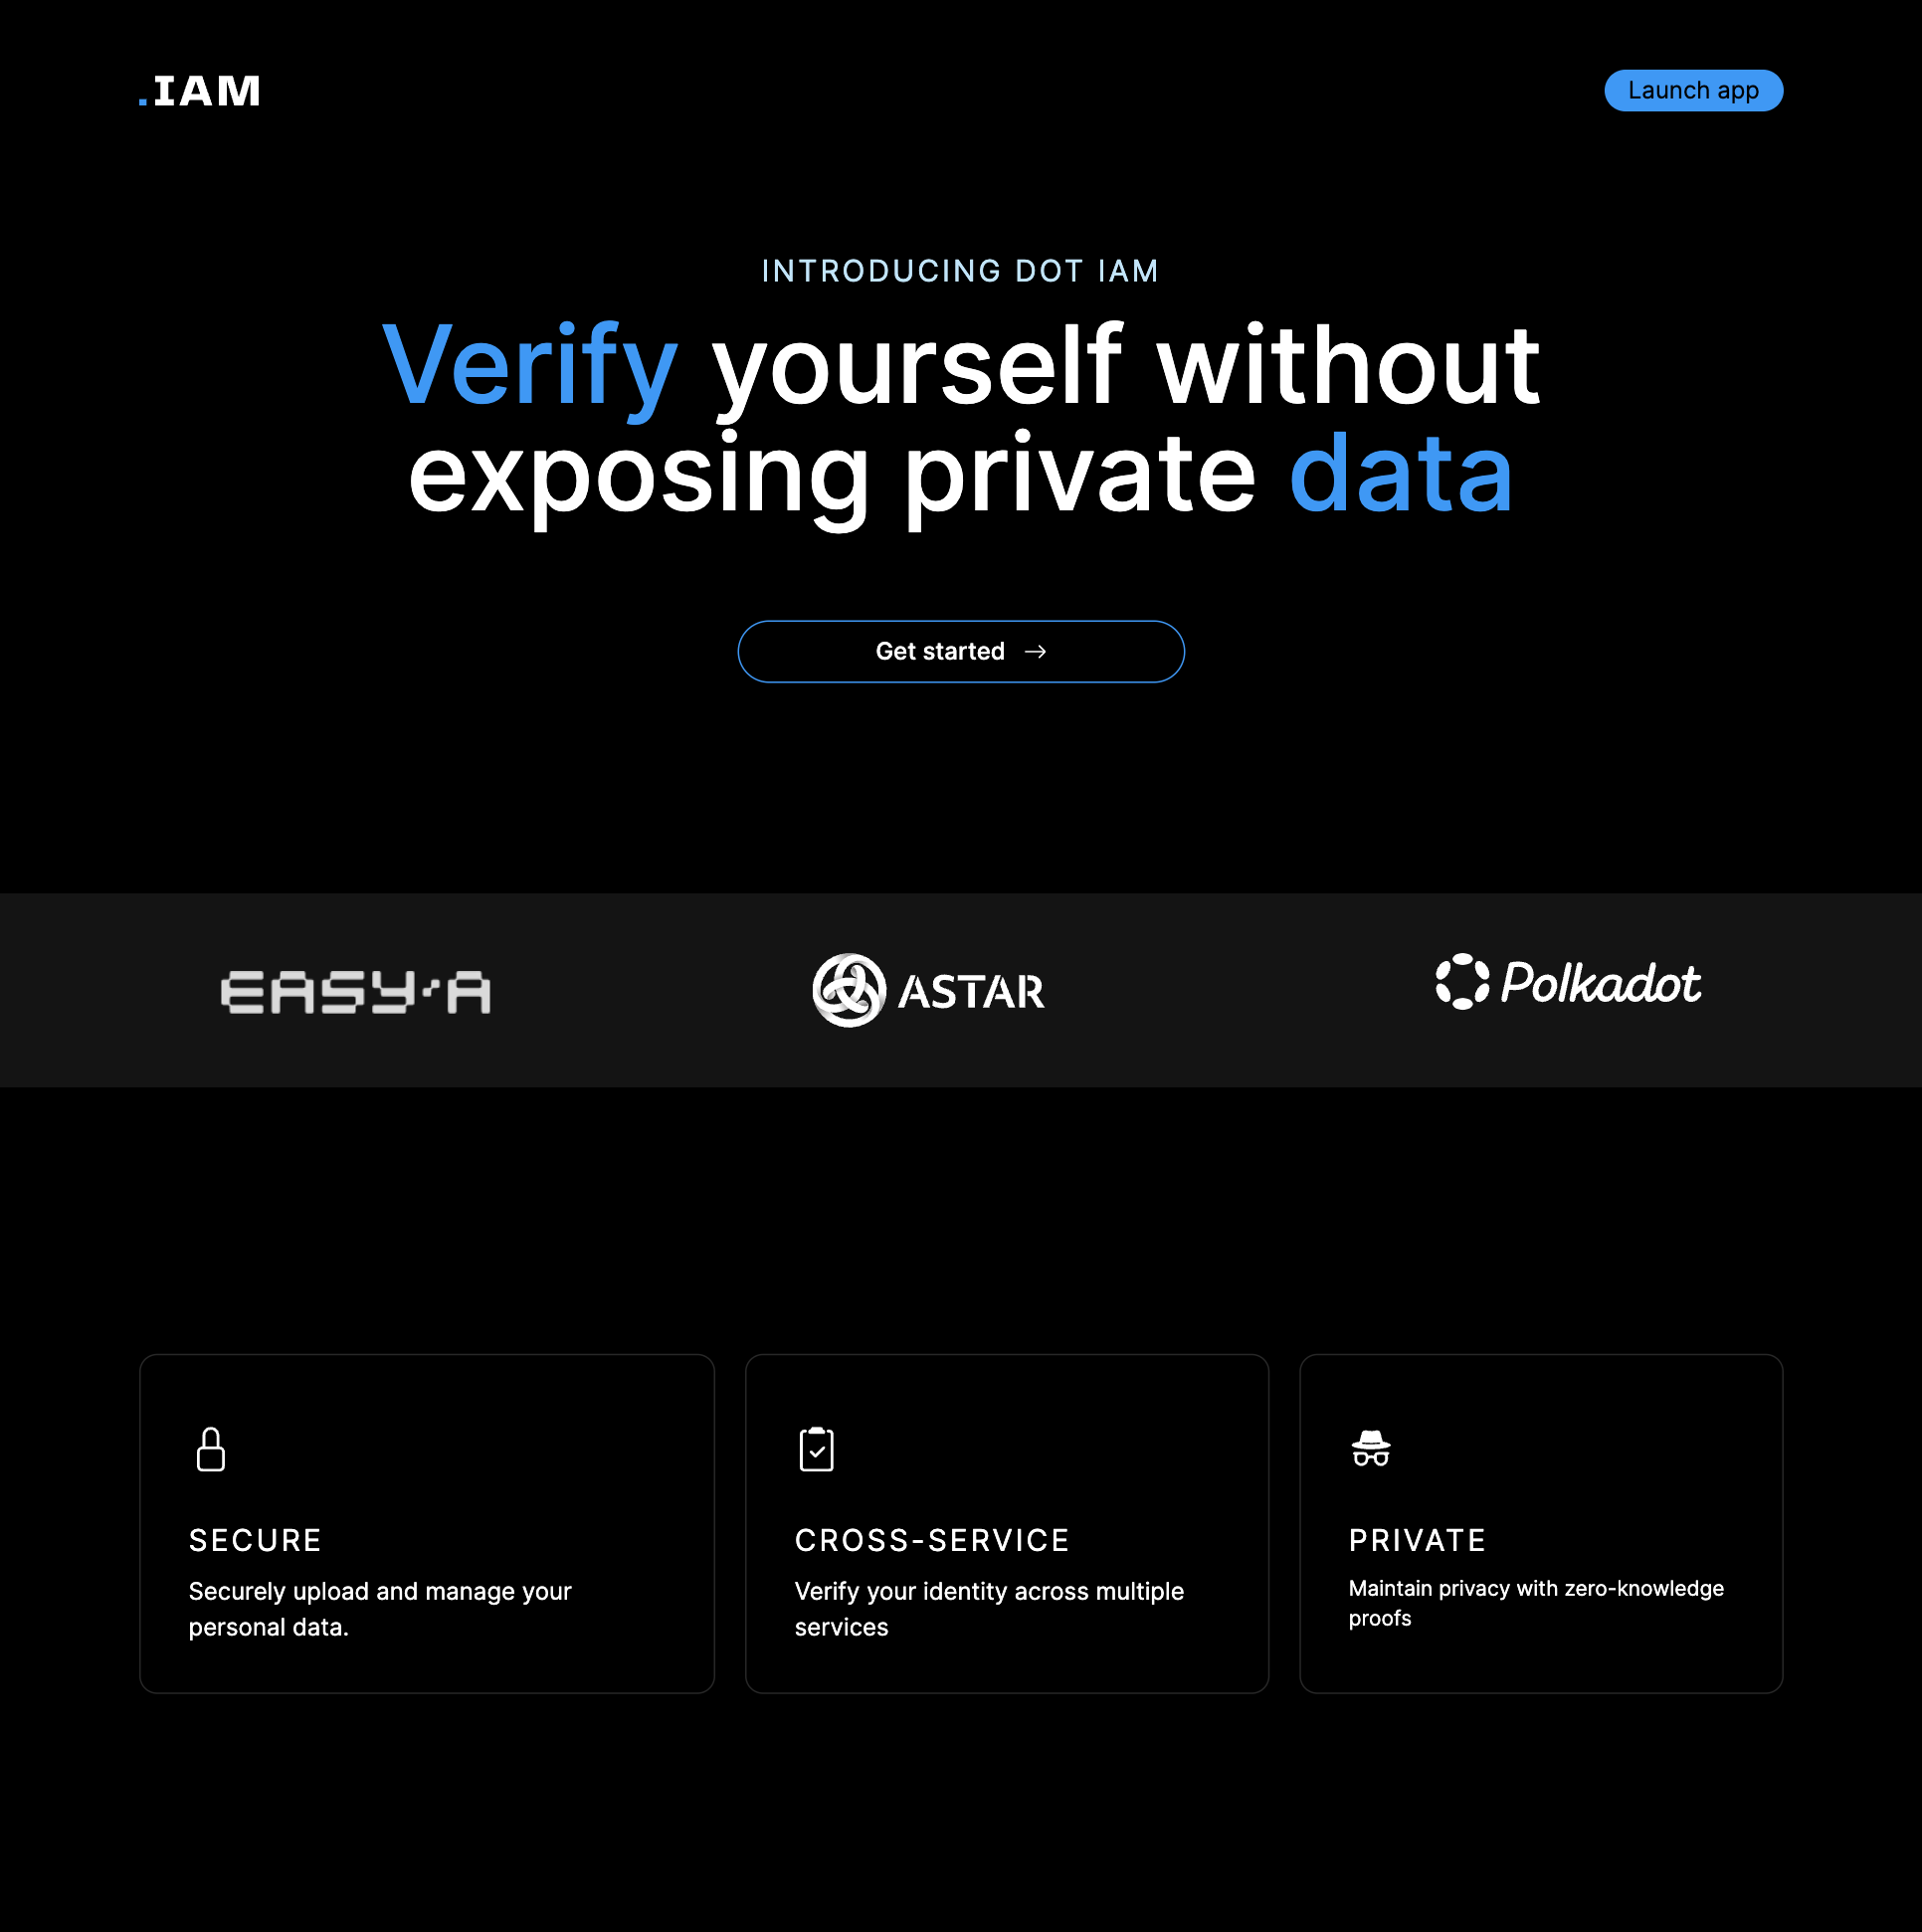 .IAM
Launch app
INTRODUCING DOT IAM
Verify yourself without
exposing private data
Get started →
EASY·A
ASTAR
Polkadot
SECURE
Securely upload and manage your
personal data.
CROSS-SERVICE
Verify your identity across multiple
services
PRIVATE
Maintain privacy with zero-knowledge
proofs